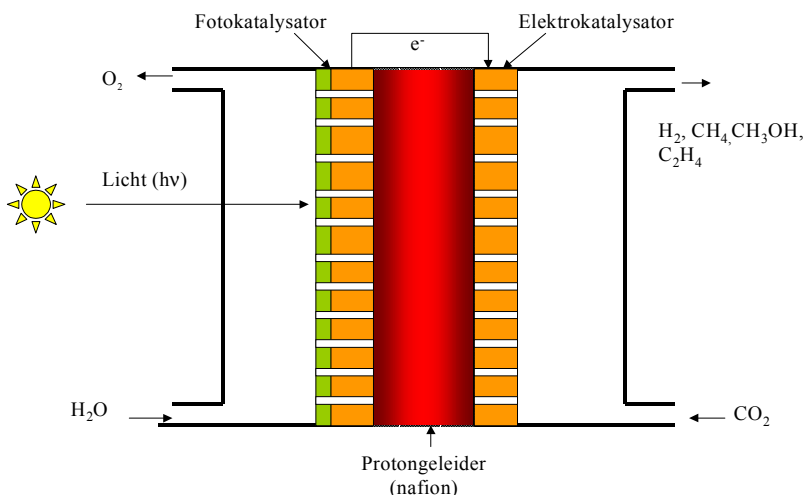 Fotokatalysator
Elektrokatalysator
e⁻
O₂
H₂, CH₄,CH₃OH,
C₂H₄
Licht (hν)
H₂O
CO₂
Protongeleider
(nafion)